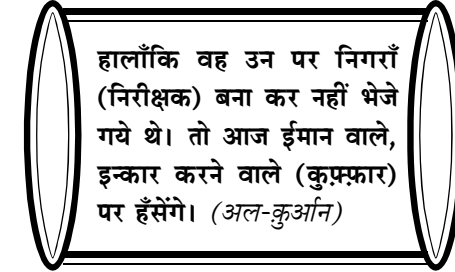 हालाँकि वह उन पर निगराँ
(निरीक्षक) बना कर नहीं भेजे
गये थे। तो आज ईमान वाले,
इन्कार करने वाले (कुफ़्फ़ार)
पर हँसेंगे। (अल-क़ुर्आन)